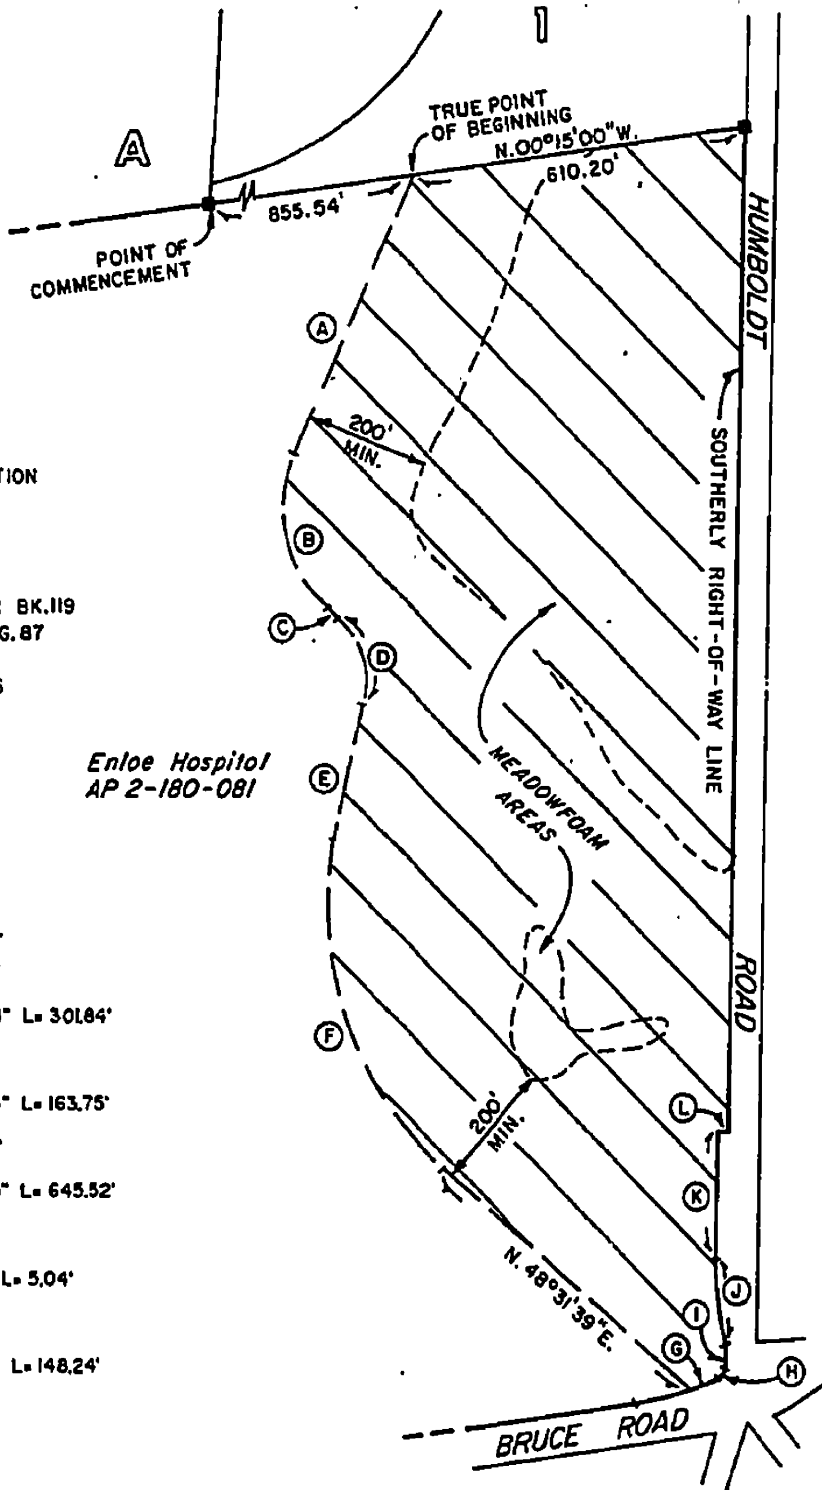 1
A
TRUE POINT
OF BEGINNING
N.00°15'00"W.
610.20'
855.54'
POINT OF
COMMENCEMENT
HUMBOLDT
A
200'
MIN.
SOUTHERLY RIGHT-OF-WAY LINE
TION
B
BK.119
G. 87
C
D
Enloe Hospital
AP 2-180-081
E
MEADOWFOAM
AREAS
ROAD
L= 301.84'
F
L= 163.75'
200'
MIN.
L
K
L= 645.52'
N. 48°31'39"E.
L= 5.04'
J
I
G
H
L= 148.24'
BRUCE ROAD